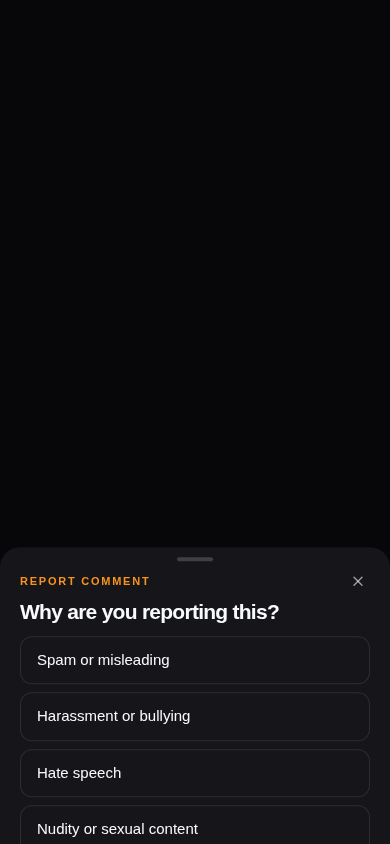 REPORT COMMENT
Why are you reporting this?
Spam or misleading
Harassment or bullying
Hate speech
Nudity or sexual content